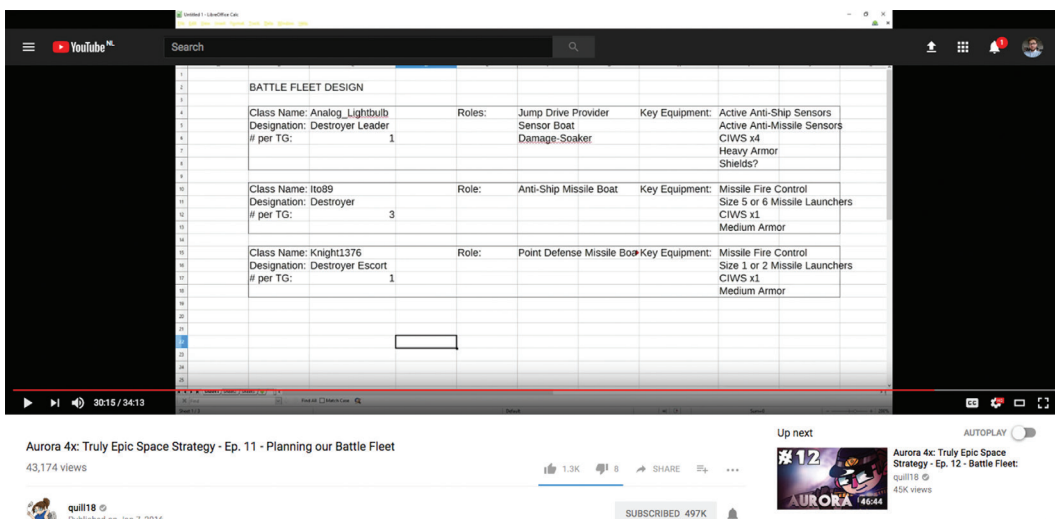 Untitled 1 - LibreOffice Calc
YouTube NL
Search
1
BATTLE FLEET DESIGN
Class Name: Analog_Lightbulb Roles: Jump Drive Provider Key Equipment: Active Anti-Ship Sensors
Designation: Destroyer Leader Sensor Boat Active Anti-Missile Sensors
# per TG: 1 Damage-Soaker CIWS x4
Heavy Armor
Shields?
Class Name: Ito89 Role: Anti-Ship Missile Boat Key Equipment: Missile Fire Control
Designation: Destroyer Size 5 or 6 Missile Launchers
# per TG: 3 CIWS x1
Medium Armor
Class Name: Knight1376 Role: Point Defense Missile Boa Key Equipment: Missile Fire Control
Designation: Destroyer Escort Size 1 or 2 Missile Launchers
# per TG: 1 CIWS x1
Medium Armor
Find All Match Case
30:15 / 34:13 CC
Aurora 4x: Truly Epic Space Strategy - Ep. 11 - Planning our Battle Fleet
43,174 views
1.3K 8 SHARE
quill18
SUBSCRIBED 497K
Up next AUTOPLAY
#12
AURORA
46:44
Aurora 4x: Truly Epic Space
Strategy - Ep. 12 - Battle Fleet:
quill18
45K views